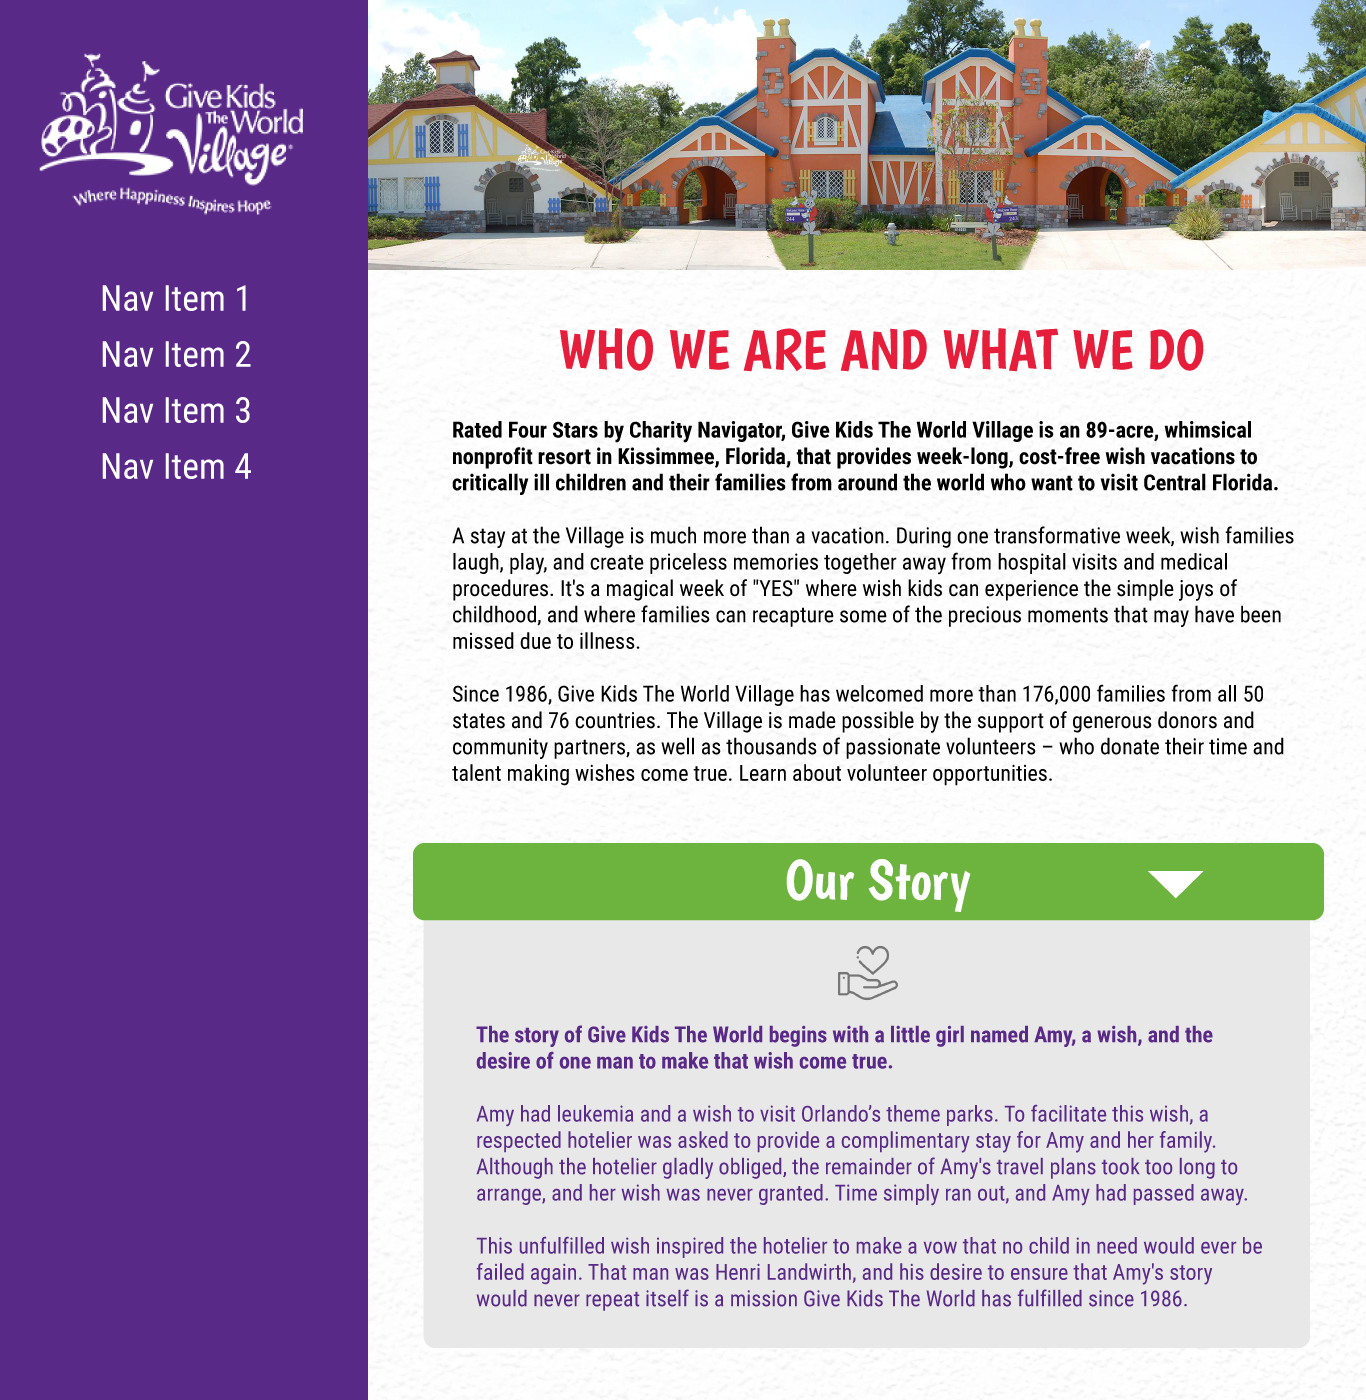 Give Kids
The World
Village
Where Happiness Inspires Hope
Nav Item 1
Nav Item 2
Nav Item 3
Nav Item 4
244
243
WHO WE ARE AND WHAT WE DO
Rated Four Stars by Charity Navigator, Give Kids The World Village is an 89-acre, whimsical
nonprofit resort in Kissimmee, Florida, that provides week-long, cost-free wish vacations to
critically ill children and their families from around the world who want to visit Central Florida.
A stay at the Village is much more than a vacation. During one transformative week, wish families
laugh, play, and create priceless memories together away from hospital visits and medical
procedures. It's a magical week of "YES" where wish kids can experience the simple joys of
childhood, and where families can recapture some of the precious moments that may have been
missed due to illness.
Since 1986, Give Kids The World Village has welcomed more than 176,000 families from all 50
states and 76 countries. The Village is made possible by the support of generous donors and
community partners, as well as thousands of passionate volunteers – who donate their time and
talent making wishes come true. Learn about volunteer opportunities.
Our Story
The story of Give Kids The World begins with a little girl named Amy, a wish, and the
desire of one man to make that wish come true.
Amy had leukemia and a wish to visit Orlando’s theme parks. To facilitate this wish, a
respected hotelier was asked to provide a complimentary stay for Amy and her family.
Although the hotelier gladly obliged, the remainder of Amy's travel plans took too long to
arrange, and her wish was never granted. Time simply ran out, and Amy had passed away.
This unfulfilled wish inspired the hotelier to make a vow that no child in need would ever be
failed again. That man was Henri Landwirth, and his desire to ensure that Amy's story
would never repeat itself is a mission Give Kids The World has fulfilled since 1986.